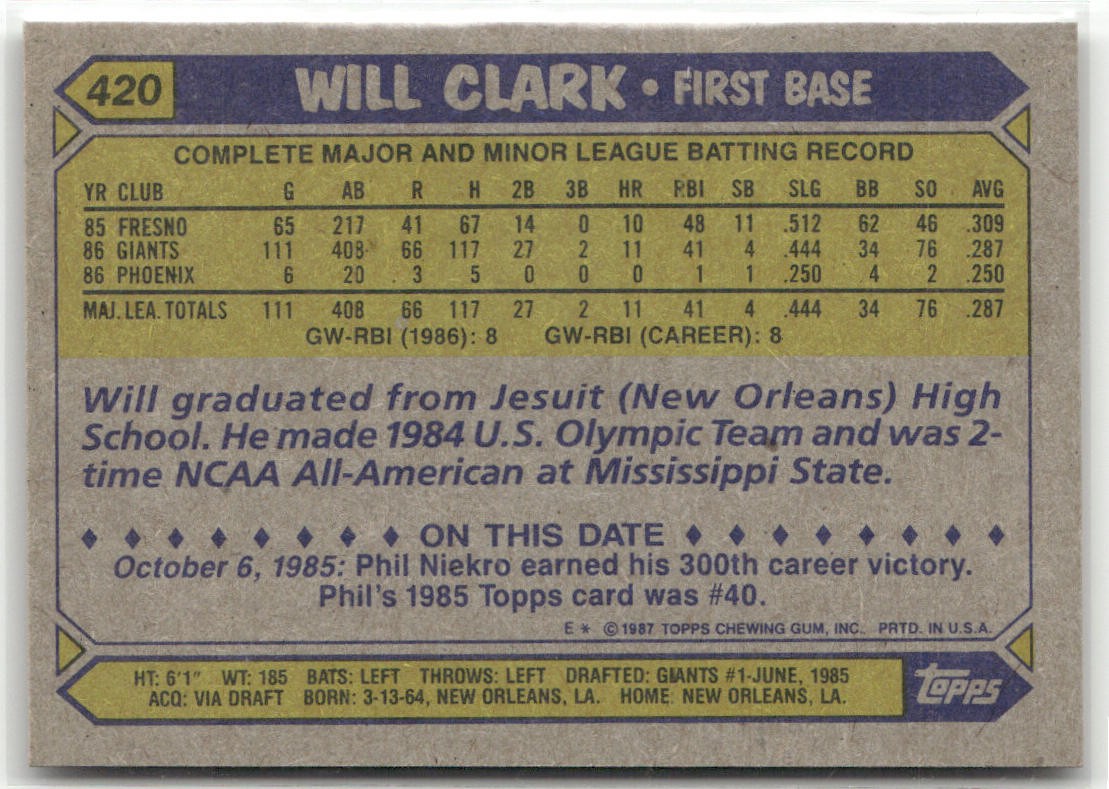 420 WILL CLARK • FIRST BASE
COMPLETE MAJOR AND MINOR LEAGUE BATTING RECORD
YR CLUB G AB R H 2B 3B HR RBI SB SLG BB SO AVG
85 FRESNO 65 217 41 67 14 0 10 48 11 .512 62 46 .309
86 GIANTS 111 408 66 117 27 2 11 41 4 .444 34 76 .287
86 PHOENIX 6 20 3 5 0 0 0 1 1 .250 4 2 .250
MAJ. LEA. TOTALS 111 408 66 117 27 2 11 41 4 .444 34 76 .287
GW-RBI (1986): 8 GW-RBI (CAREER): 8
Will graduated from Jesuit (New Orleans) High
School. He made 1984 U.S. Olympic Team and was 2-
time NCAA All-American at Mississippi State.
ON THIS DATE
October 6, 1985: Phil Niekro earned his 300th career victory.
Phil's 1985 Topps card was #40.
E * ©1987 TOPPS CHEWING GUM, INC. PRTD. IN U.S.A.
HT: 6'1" WT: 185 BATS: LEFT THROWS: LEFT DRAFTED: GIANTS #1-JUNE, 1985
ACQ: VIA DRAFT BORN: 3-13-64, NEW ORLEANS, LA. HOME: NEW ORLEANS, LA.
Topps